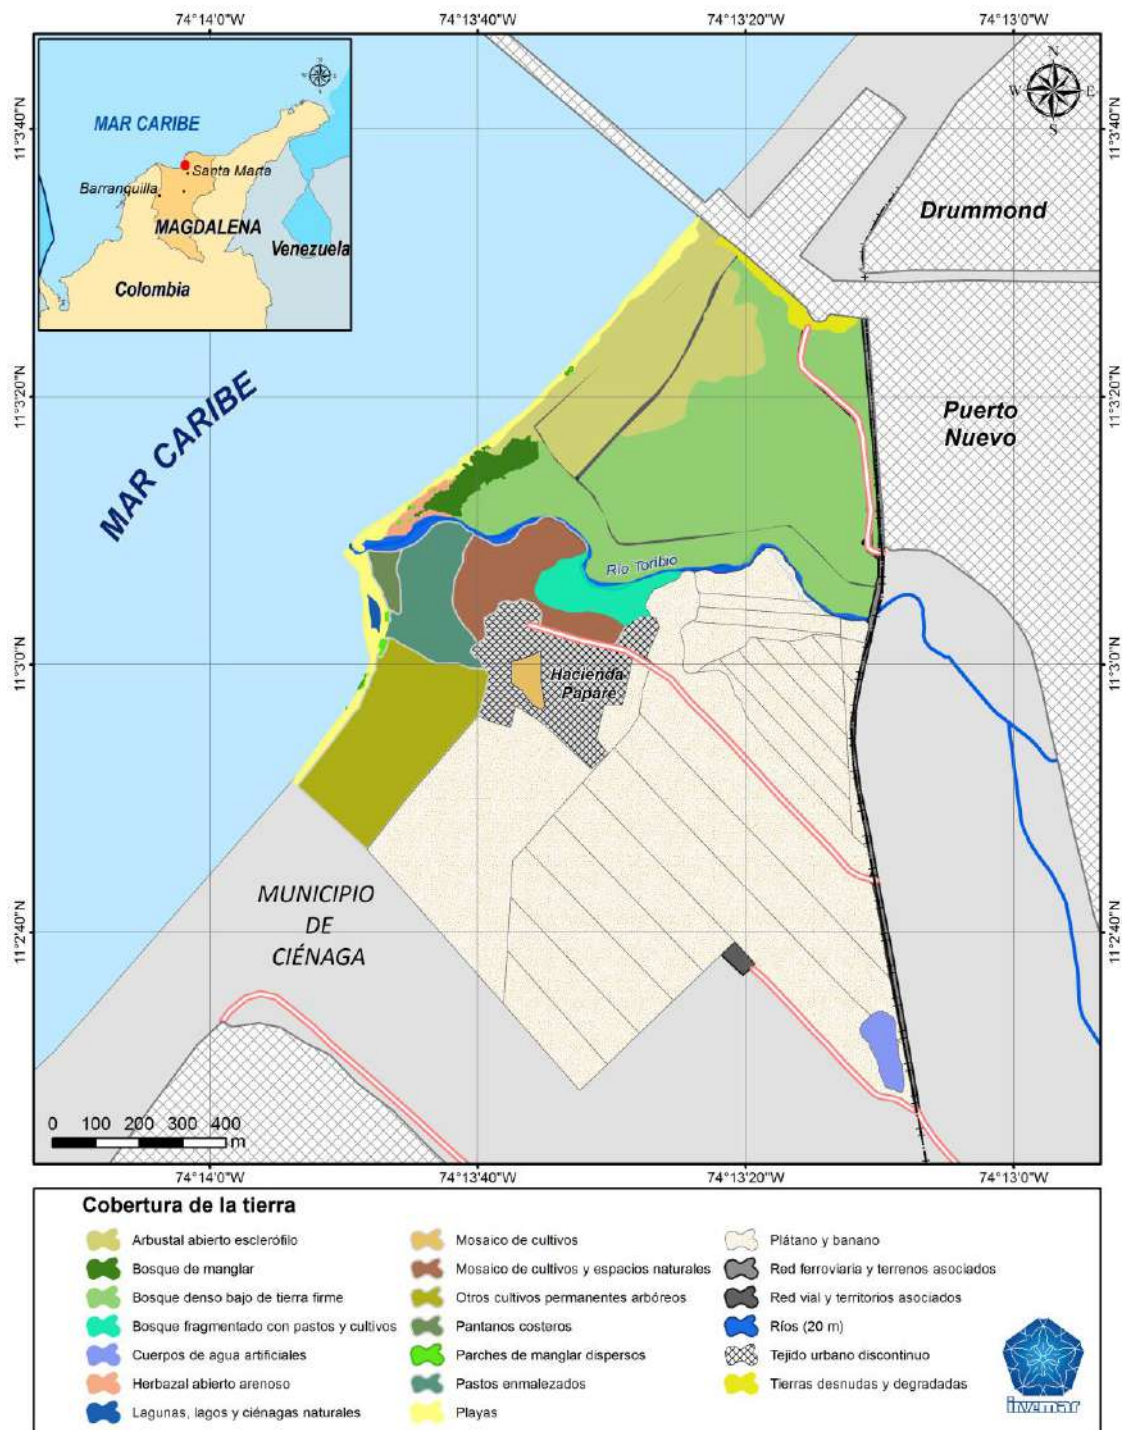 74°14'0"W 74°13'40"W 74°13'20"W 74°13'0"W
N
W E
S
MAR CARIBE
Santa Marta
Barranquilla
MAGDALENA
Venezuela
Colombia
N
W E
S
11°3'40"N
11°3'40"N
Drummond
11°3'20"N
11°3'20"N
MAR CARIBE
Puerto
Nuevo
Río Toribio
11°3'0"N
11°3'0"N
Hacienda
Papare
MUNICIPIO
DE
CIÉNAGA
11°2'40"N
11°2'40"N
0 100 200 300 400
m
74°14'0"W 74°13'40"W 74°13'20"W 74°13'0"W
Cobertura de la tierra
Arbustal abierto esclerófilo
Bosque de manglar
Bosque denso bajo de tierra firme
Bosque fragmentado con pastos y cultivos
Cuerpos de agua artificiales
Herbazal abierto arenoso
Lagunas, lagos y ciénagas naturales
Mosaico de cultivos
Mosaico de cultivos y espacios naturales
Otros cultivos permanentes arbóreos
Pantanos costeros
Parches de manglar dispersos
Pastos enmalezados
Playas
Plátano y banano
Red ferroviaria y terrenos asociados
Red vial y territorios asociados
Ríos (20 m)
Tejido urbano discontinuo
Tierras desnudas y degradadas
invemar